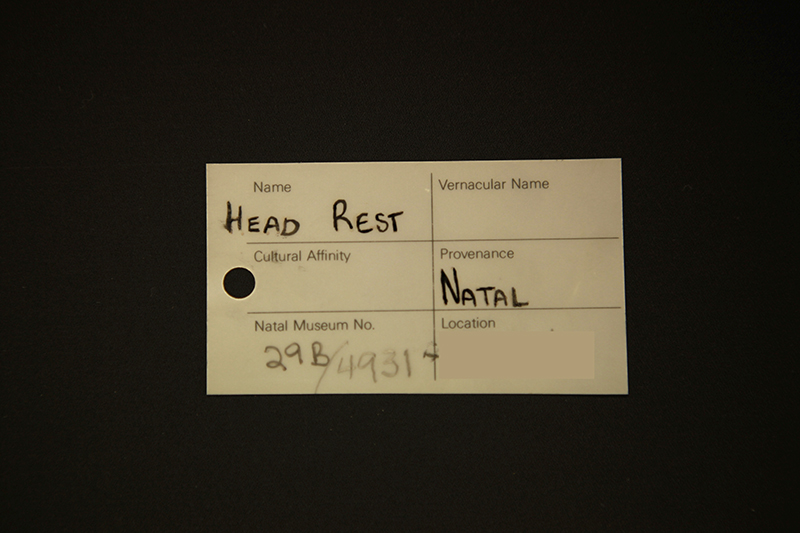 Name
HEAD REST
Vernacular Name
Cultural Affinity
Provenance
NATAL
Natal Museum No.
29B/4931
Location